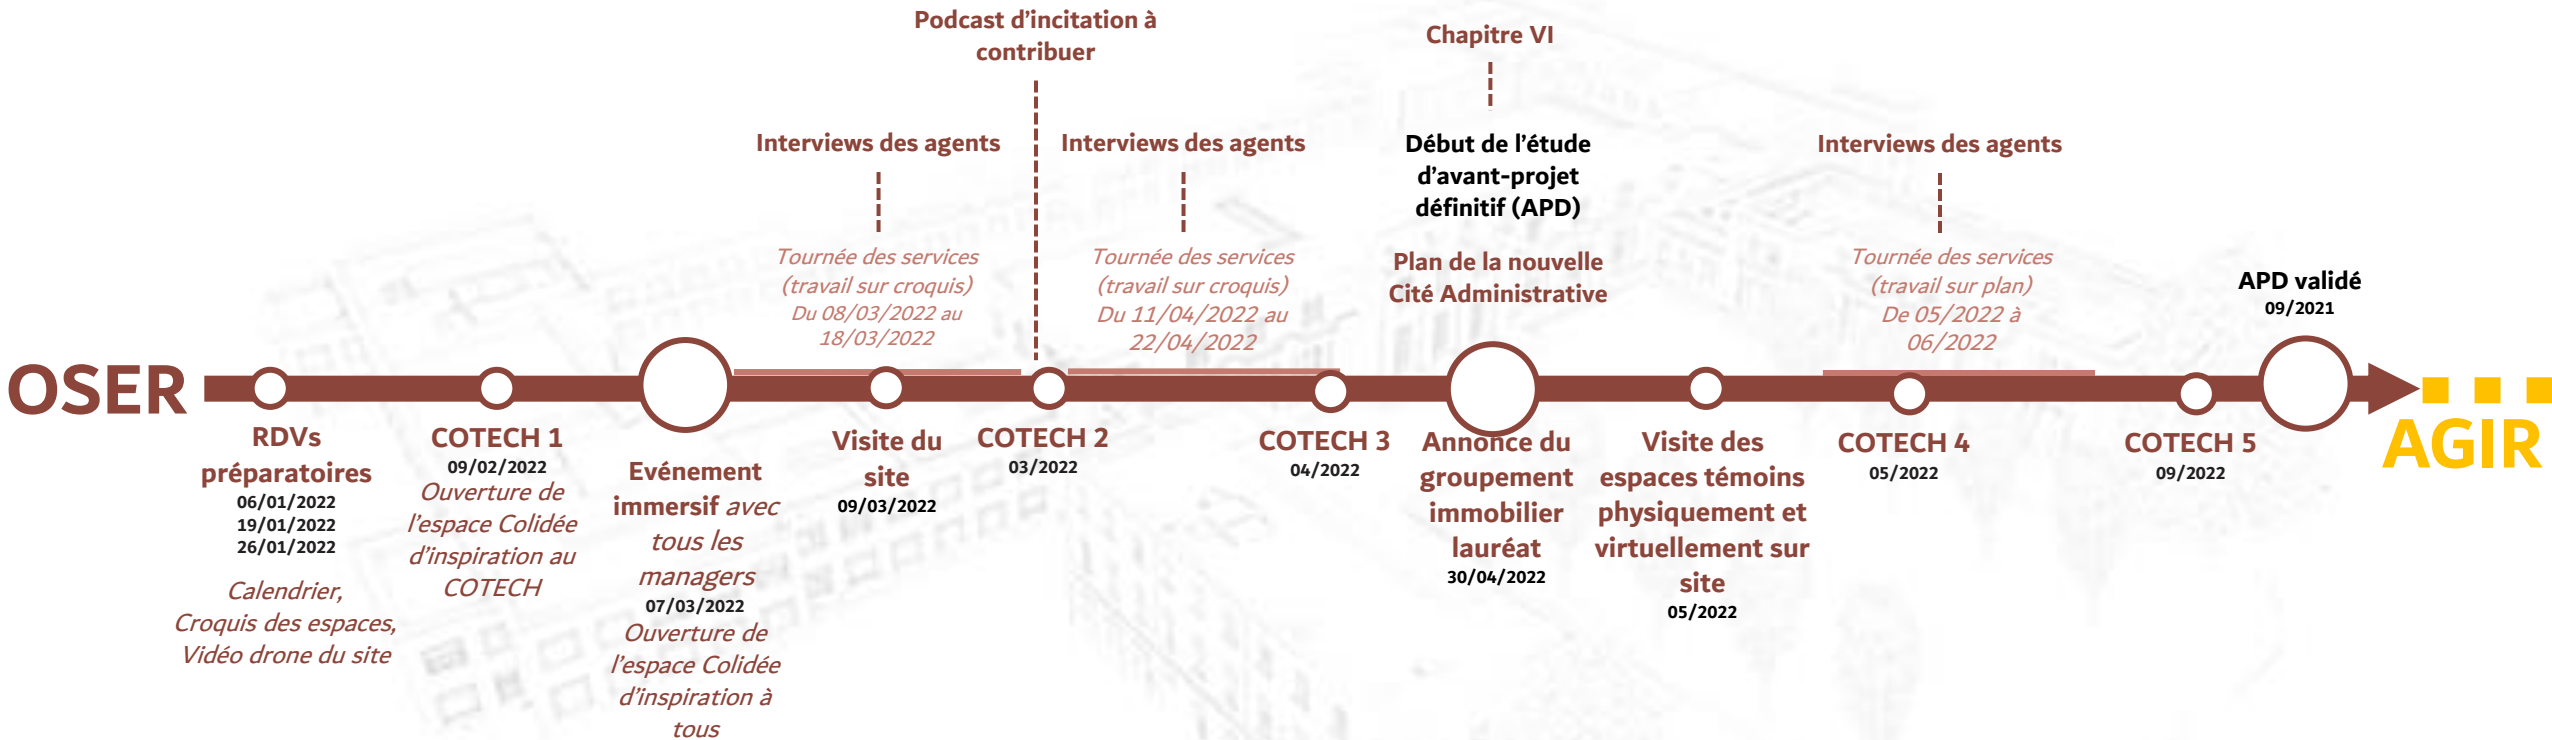 Podcast d'incitation à
contribuer
Chapitre VI
Interviews des agents
Interviews des agents
Début de l'étude
d'avant-projet
définitif (APD)
Interviews des agents
Tournée des services
(travail sur croquis)
Du 08/03/2022 au
18/03/2022
Tournée des services
(travail sur croquis)
Du 11/04/2022 au
22/04/2022
Plan de la nouvelle
Cité Administrative
Tournée des services
(travail sur plan)
De 05/2022 à
06/2022
APD validé
09/2021
OSER
AGIR
RDVs
préparatoires
06/01/2022
19/01/2022
26/01/2022
Calendrier,
Croquis des espaces,
Vidéo drone du site
COTECH 1
09/02/2022
Ouverture de
l'espace Colidée
d'inspiration au
COTECH
Evénement
immersif avec
tous les
managers
07/03/2022
Ouverture de
l'espace Colidée
d'inspiration à
tous
Visite du
site
09/03/2022
COTECH 2
03/2022
COTECH 3
04/2022
Annonce du
groupement
immobilier
lauréat
30/04/2022
Visite des
espaces témoins
physiquement et
virtuellement sur
site
05/2022
COTECH 4
05/2022
COTECH 5
09/2022